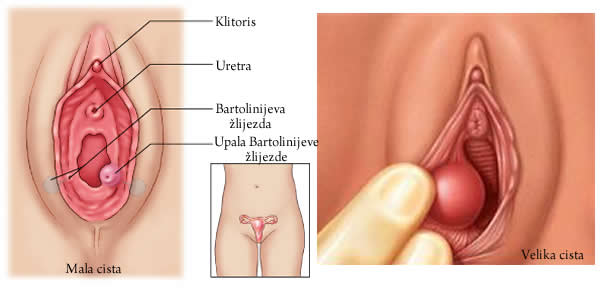 Klitoris
Uretra
Bartolinijeva
žlijezda
Upala Bartolinijeve
žlijezde
Mala cista
Velika cista